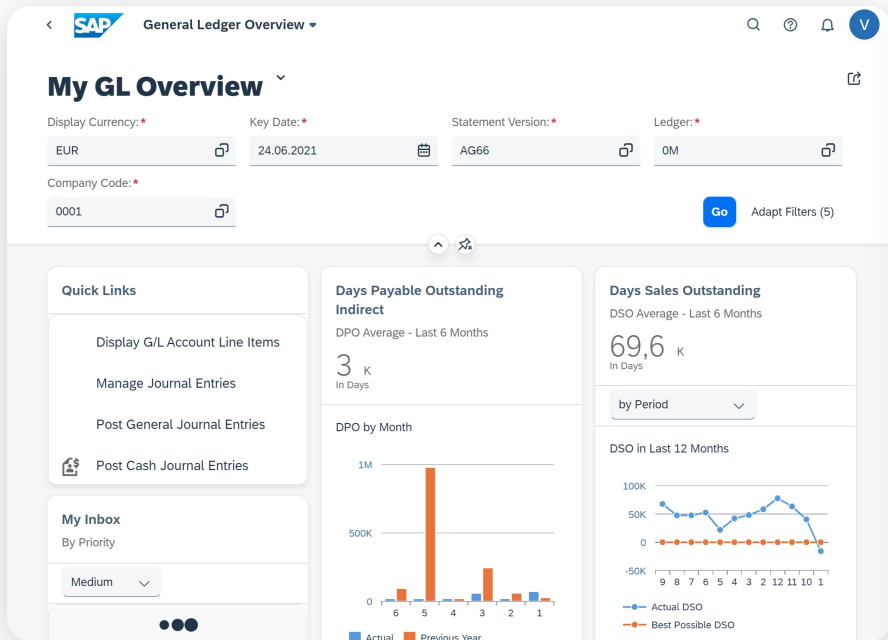 SAP General Ledger Overview
V
My GL Overview
Display Currency:* Key Date:* Statement Version:* Ledger:*
EUR 24.06.2021 AG66 0M
Company Code:*
0001 Go Adapt Filters (5)
Quick Links
Display G/L Account Line Items
Manage Journal Entries
Post General Journal Entries
Post Cash Journal Entries
My Inbox
By Priority
Medium
Days Payable Outstanding
Indirect
DPO Average - Last 6 Months
3 K
In Days
DPO by Month
1M
500K
0
6 5 4 3 2 1
Actual Previous Year
Days Sales Outstanding
DSO Average - Last 6 Months
69,6 K
In Days
by Period
DSO in Last 12 Months
100K
50K
0
-50K
9 8 7 6 5 4 3 2 12 11 10 1
Actual DSO
Best Possible DSO